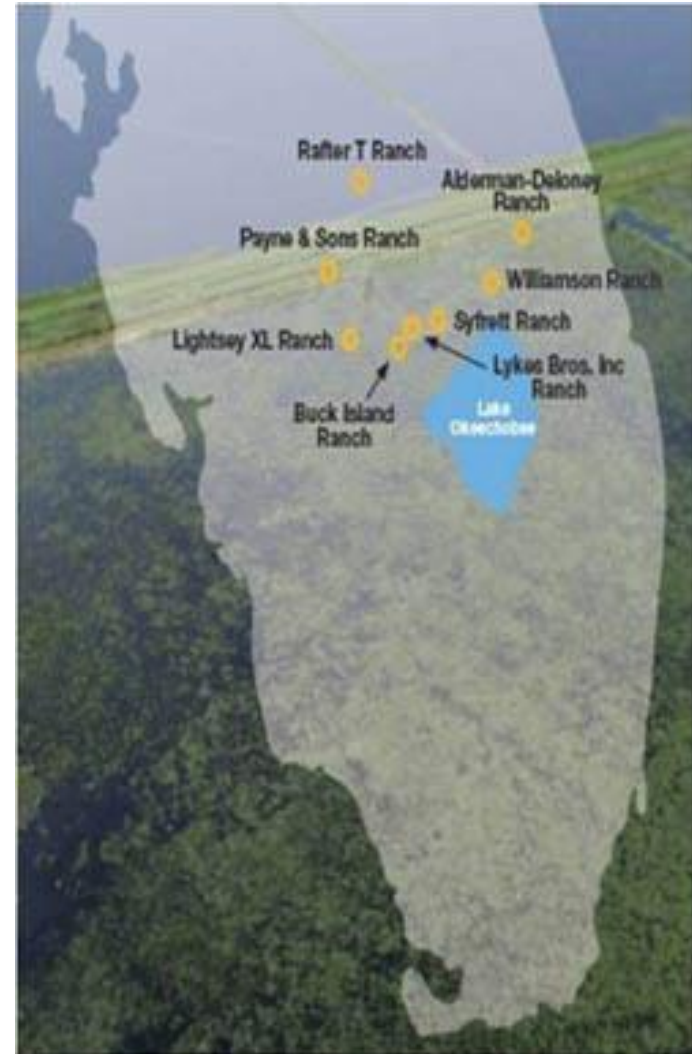 Rafter T Ranch
Alderman-Deloney
Ranch
Payne & Sons Ranch
Williamson Ranch
Syfrett Ranch
Lightsey XL Ranch
Lykes Bros. Inc
Ranch
Buck Island
Ranch
Lake
Okeechobee